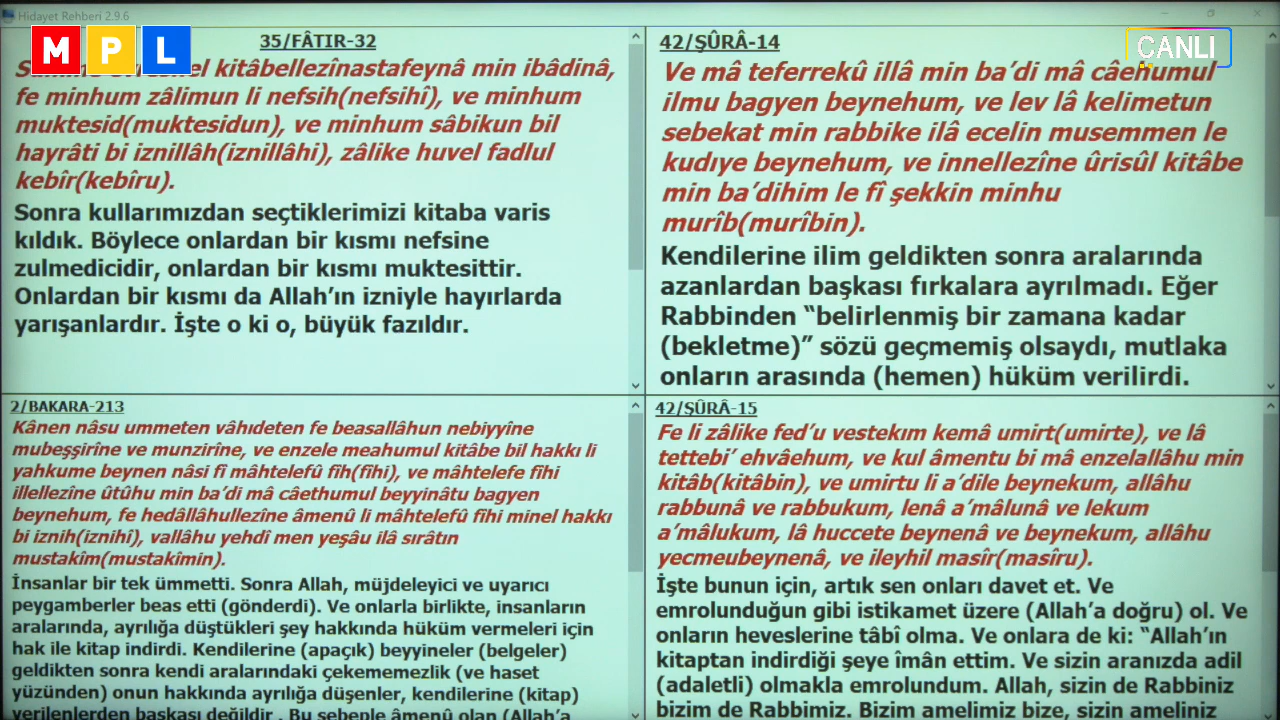 Hidayet Rehberi 2.9.6
MPL
CANLI
35/FÂTIR-32
kitâbellezînastafeynâ min ibâdinâ,
fe minhum zâlimun li nefsih(nefsihî), ve minhum
muktesid(muktesidun), ve minhum sâbikun bil
hayrâti bi iznillâh(iznillâhi), zâlike huvel fadlul
kebîr(kebîru).
Sonra kullarımızdan seçtiklerimizi kitaba varis
kıldık. Böylece onlardan bir kısmı nefsine
zulmedicidir, onlardan bir kısmı muktesittir.
Onlardan bir kısmı da Allah’ın izniyle hayırlarda
yarışanlardır. İşte o ki o, büyük fazıldır.
42/ŞÛRÂ-14
Ve mâ teferrekû illâ min ba’di mâ câehumul
ilmu bagyen beynehum, ve lev lâ kelimetun
sebekat min rabbike ilâ ecelin musemmen le
kudıye beynehum, ve innellezîne ûrisûl kitâbe
min ba’dihim le fî şekkin minhu
murîb(murîbin).
Kendilerine ilim geldikten sonra aralarında
azanlardan başkası fırkalara ayrılmadı. Eğer
Rabbinden “belirlenmiş bir zamana kadar
(bekletme)” sözü geçmemiş olsaydı, mutlaka
onların arasında (hemen) hüküm verilirdi.
2/BAKARA-213
Kânen nâsu ummeten vâhıdeten fe beasallâhun nebiyyîne
mubeşşirîne ve munzirîne, ve enzele meahumul kitâbe bil hakkı li
yahkume beynen nâsi fî mâhtelefû fîh(fîhi), ve mâhtelefe fîhi
illellezîne ûtûhu min ba’di mâ câethumul beyyinâtu bagyen
beynehum, fe hedâllâhullezîne âmenû li mâhtelefû fîhi minel hakkı
bi iznih(iznihî), vallâhu yehdî men yeşâu ilâ sırâtın
mustakîm(mustakîmin).
İnsanlar bir tek ümmetti. Sonra Allah, müjdeleyici ve uyarıcı
peygamberler beas etti (gönderdi). Ve onlarla birlikte, insanların
aralarında, ayrılığa düştükleri şey hakkında hüküm vermeleri için
hak ile kitap indirdi. Kendilerine (apaçık) beyyineler (belgeler)
geldikten sonra kendi aralarındaki çekememezlik (ve haset
yüzünden) onun hakkında ayrılığa düşenler, kendilerine (kitap)
verilenlerden başkası değildir . Bu sebeple âmenû olan (Allah’a
42/ŞÛRÂ-15
Fe li zâlike fed’u vestekım kemâ umirt(umirte), ve lâ
tettebi’ ehvâehum, ve kul âmentu bi mâ enzelallâhu min
kitâb(kitâbin), ve umirtu li a’dile beynekum, allâhu
rabbunâ ve rabbukum, lenâ a’mâlunâ ve lekum
a’mâlukum, lâ huccete beynenâ ve beynekum, allâhu
yecmeubeynenâ, ve ileyhil masîr(masîru).
İşte bunun için, artık sen onları davet et. Ve
emrolunduğun gibi istikamet üzere (Allah’a doğru) ol. Ve
onların heveslerine tâbî olma. Ve onlara de ki: “Allah’ın
kitaptan indirdiği şeye îmân ettim. Ve sizin aranızda adil
(adaletli) olmakla emrolundum. Allah, sizin de Rabbiniz
bizim de Rabbimiz. Bizim amelimiz bize, sizin ameliniz